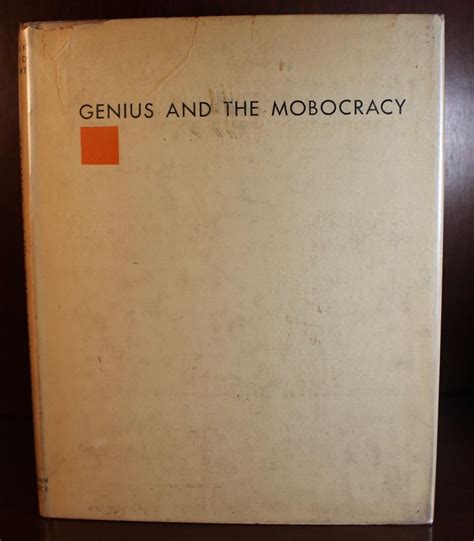 GENIUS AND THE MOBOCRACY